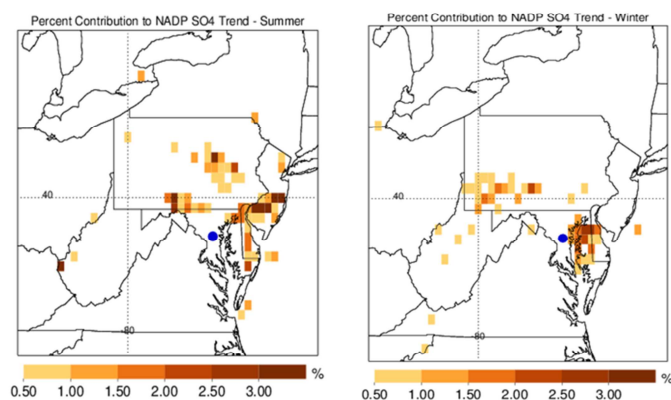 Percent Contribution to NADP SO4 Trend - Summer
40
-80
0.50 1.00 1.50 2.00 2.50 3.00 %
Percent Contribution to NADP SO4 Trend - Winter
40
-80
0.50 1.00 1.50 2.00 2.50 3.00 %